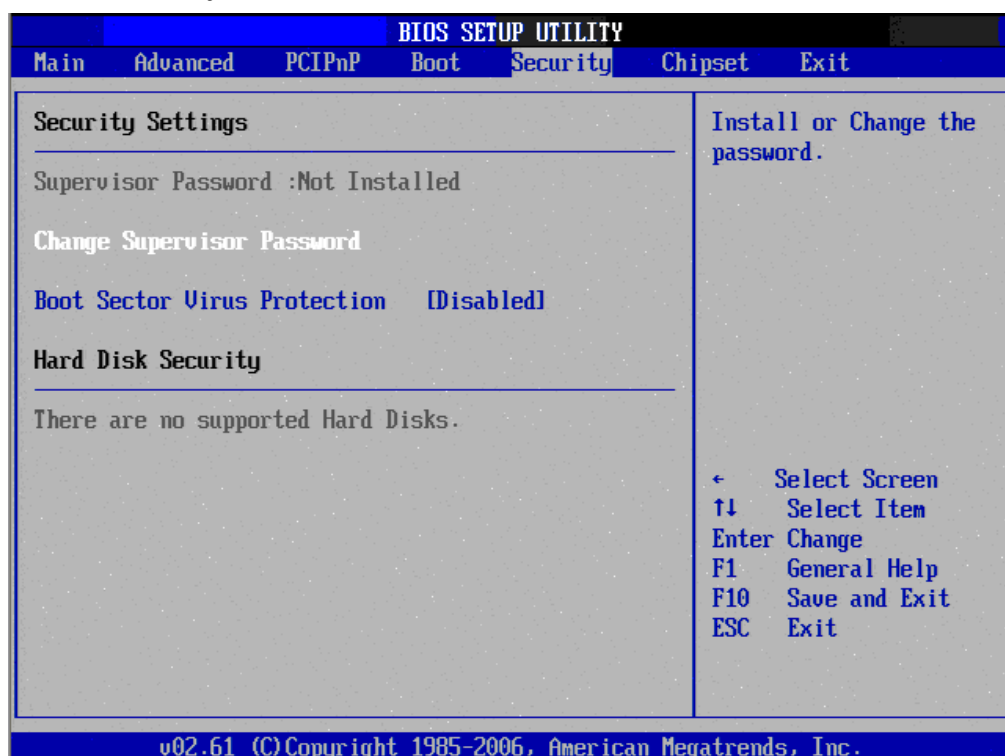 BIOS SETUP UTILITY
Main Advanced PCIPnP Boot Security Chipset Exit
Security Settings
Supervisor Password :Not Installed
Change Supervisor Password
Boot Sector Virus Protection [Disabled]
Hard Disk Security
There are no supported Hard Disks.
Install or Change the
password.
← Select Screen
↑↓ Select Item
Enter Change
F1 General Help
F10 Save and Exit
ESC Exit
v02.61 (C)Copyright 1985-2006, American Megatrends, Inc.